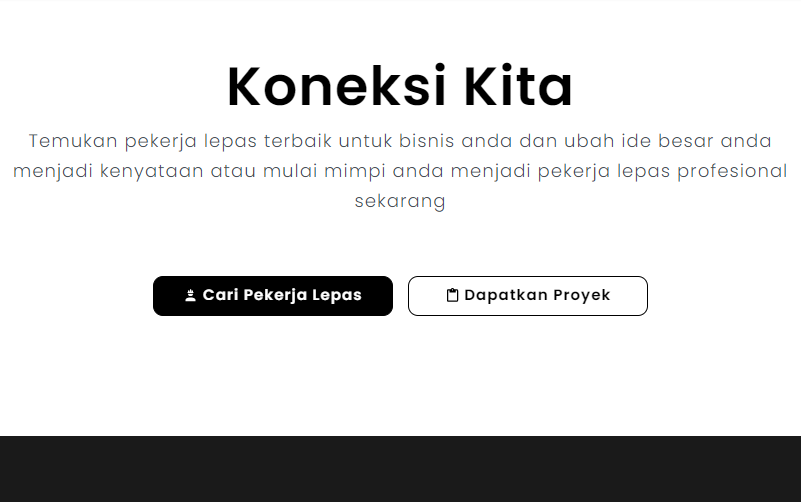 Koneksi Kita
Temukan pekerja lepas terbaik untuk bisnis anda dan ubah ide besar anda
menjadi kenyataan atau mulai mimpi anda menjadi pekerja lepas profesional
sekarang
Cari Pekerja Lepas
Dapatkan Proyek